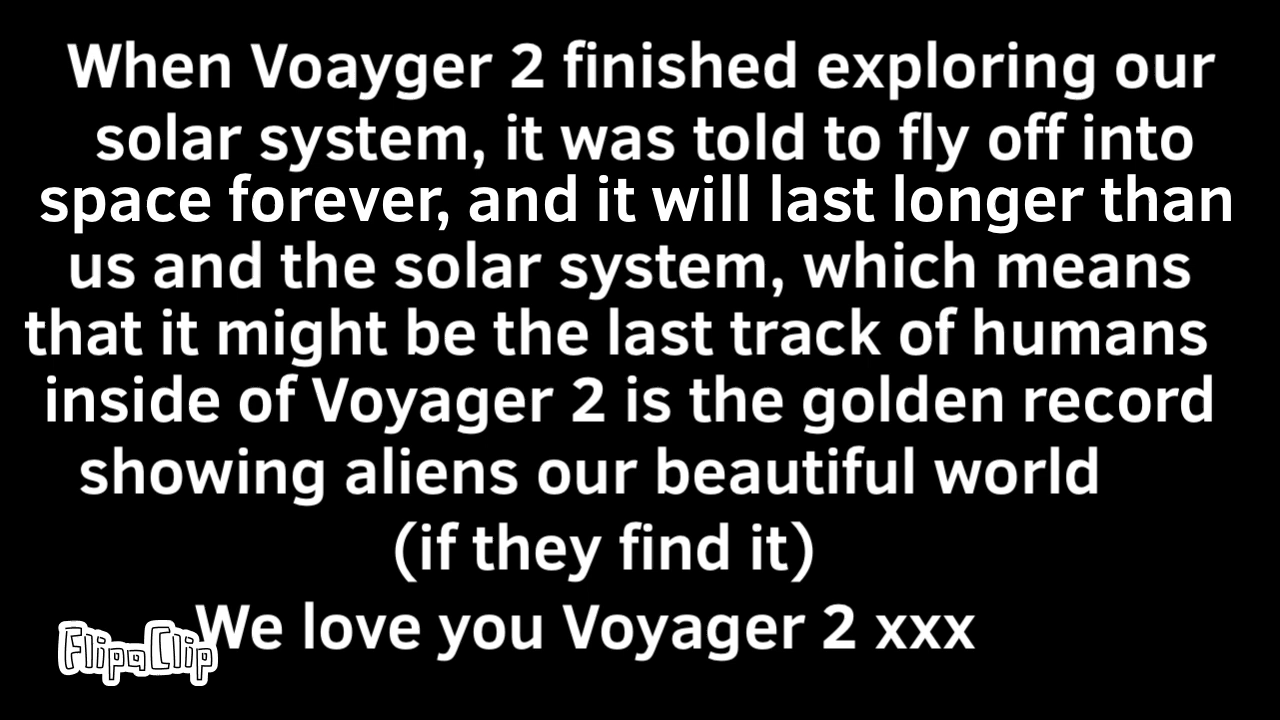 When Voayger 2 finished exploring our
solar system, it was told to fly off into
space forever, and it will last longer than
us and the solar system, which means
that it might be the last track of humans
inside of Voyager 2 is the golden record
showing aliens our beautiful world
(if they find it)
We love you Voyager 2 xxx
FlipaClip